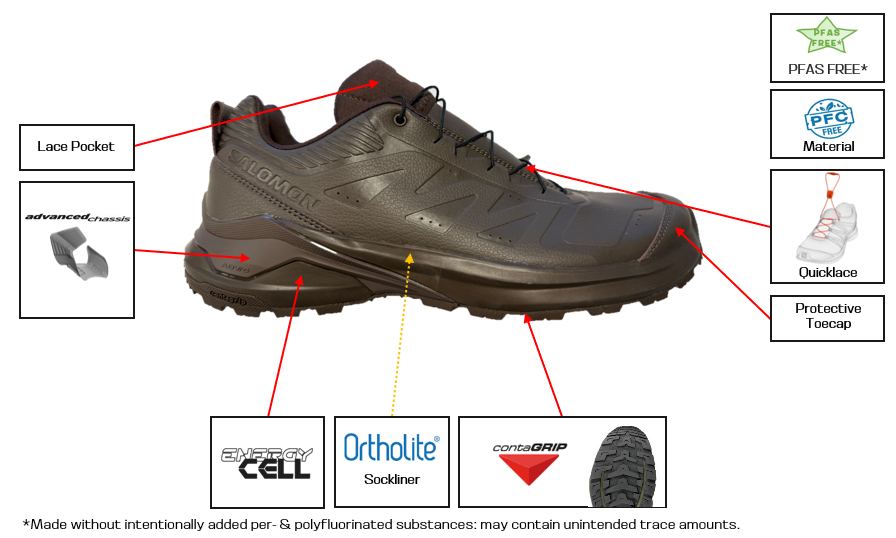 PFAS
FREE*
PFAS FREE*
PFC
FREE
Material
Lace Pocket
advancedchassis
SALOMON
Quicklace
Protective
Toecap
ENERGY
CELL
Ortholite®
Sockliner
contaGRIP
*Made without intentionally added per- & polyfluorinated substances: may contain unintended trace amounts.